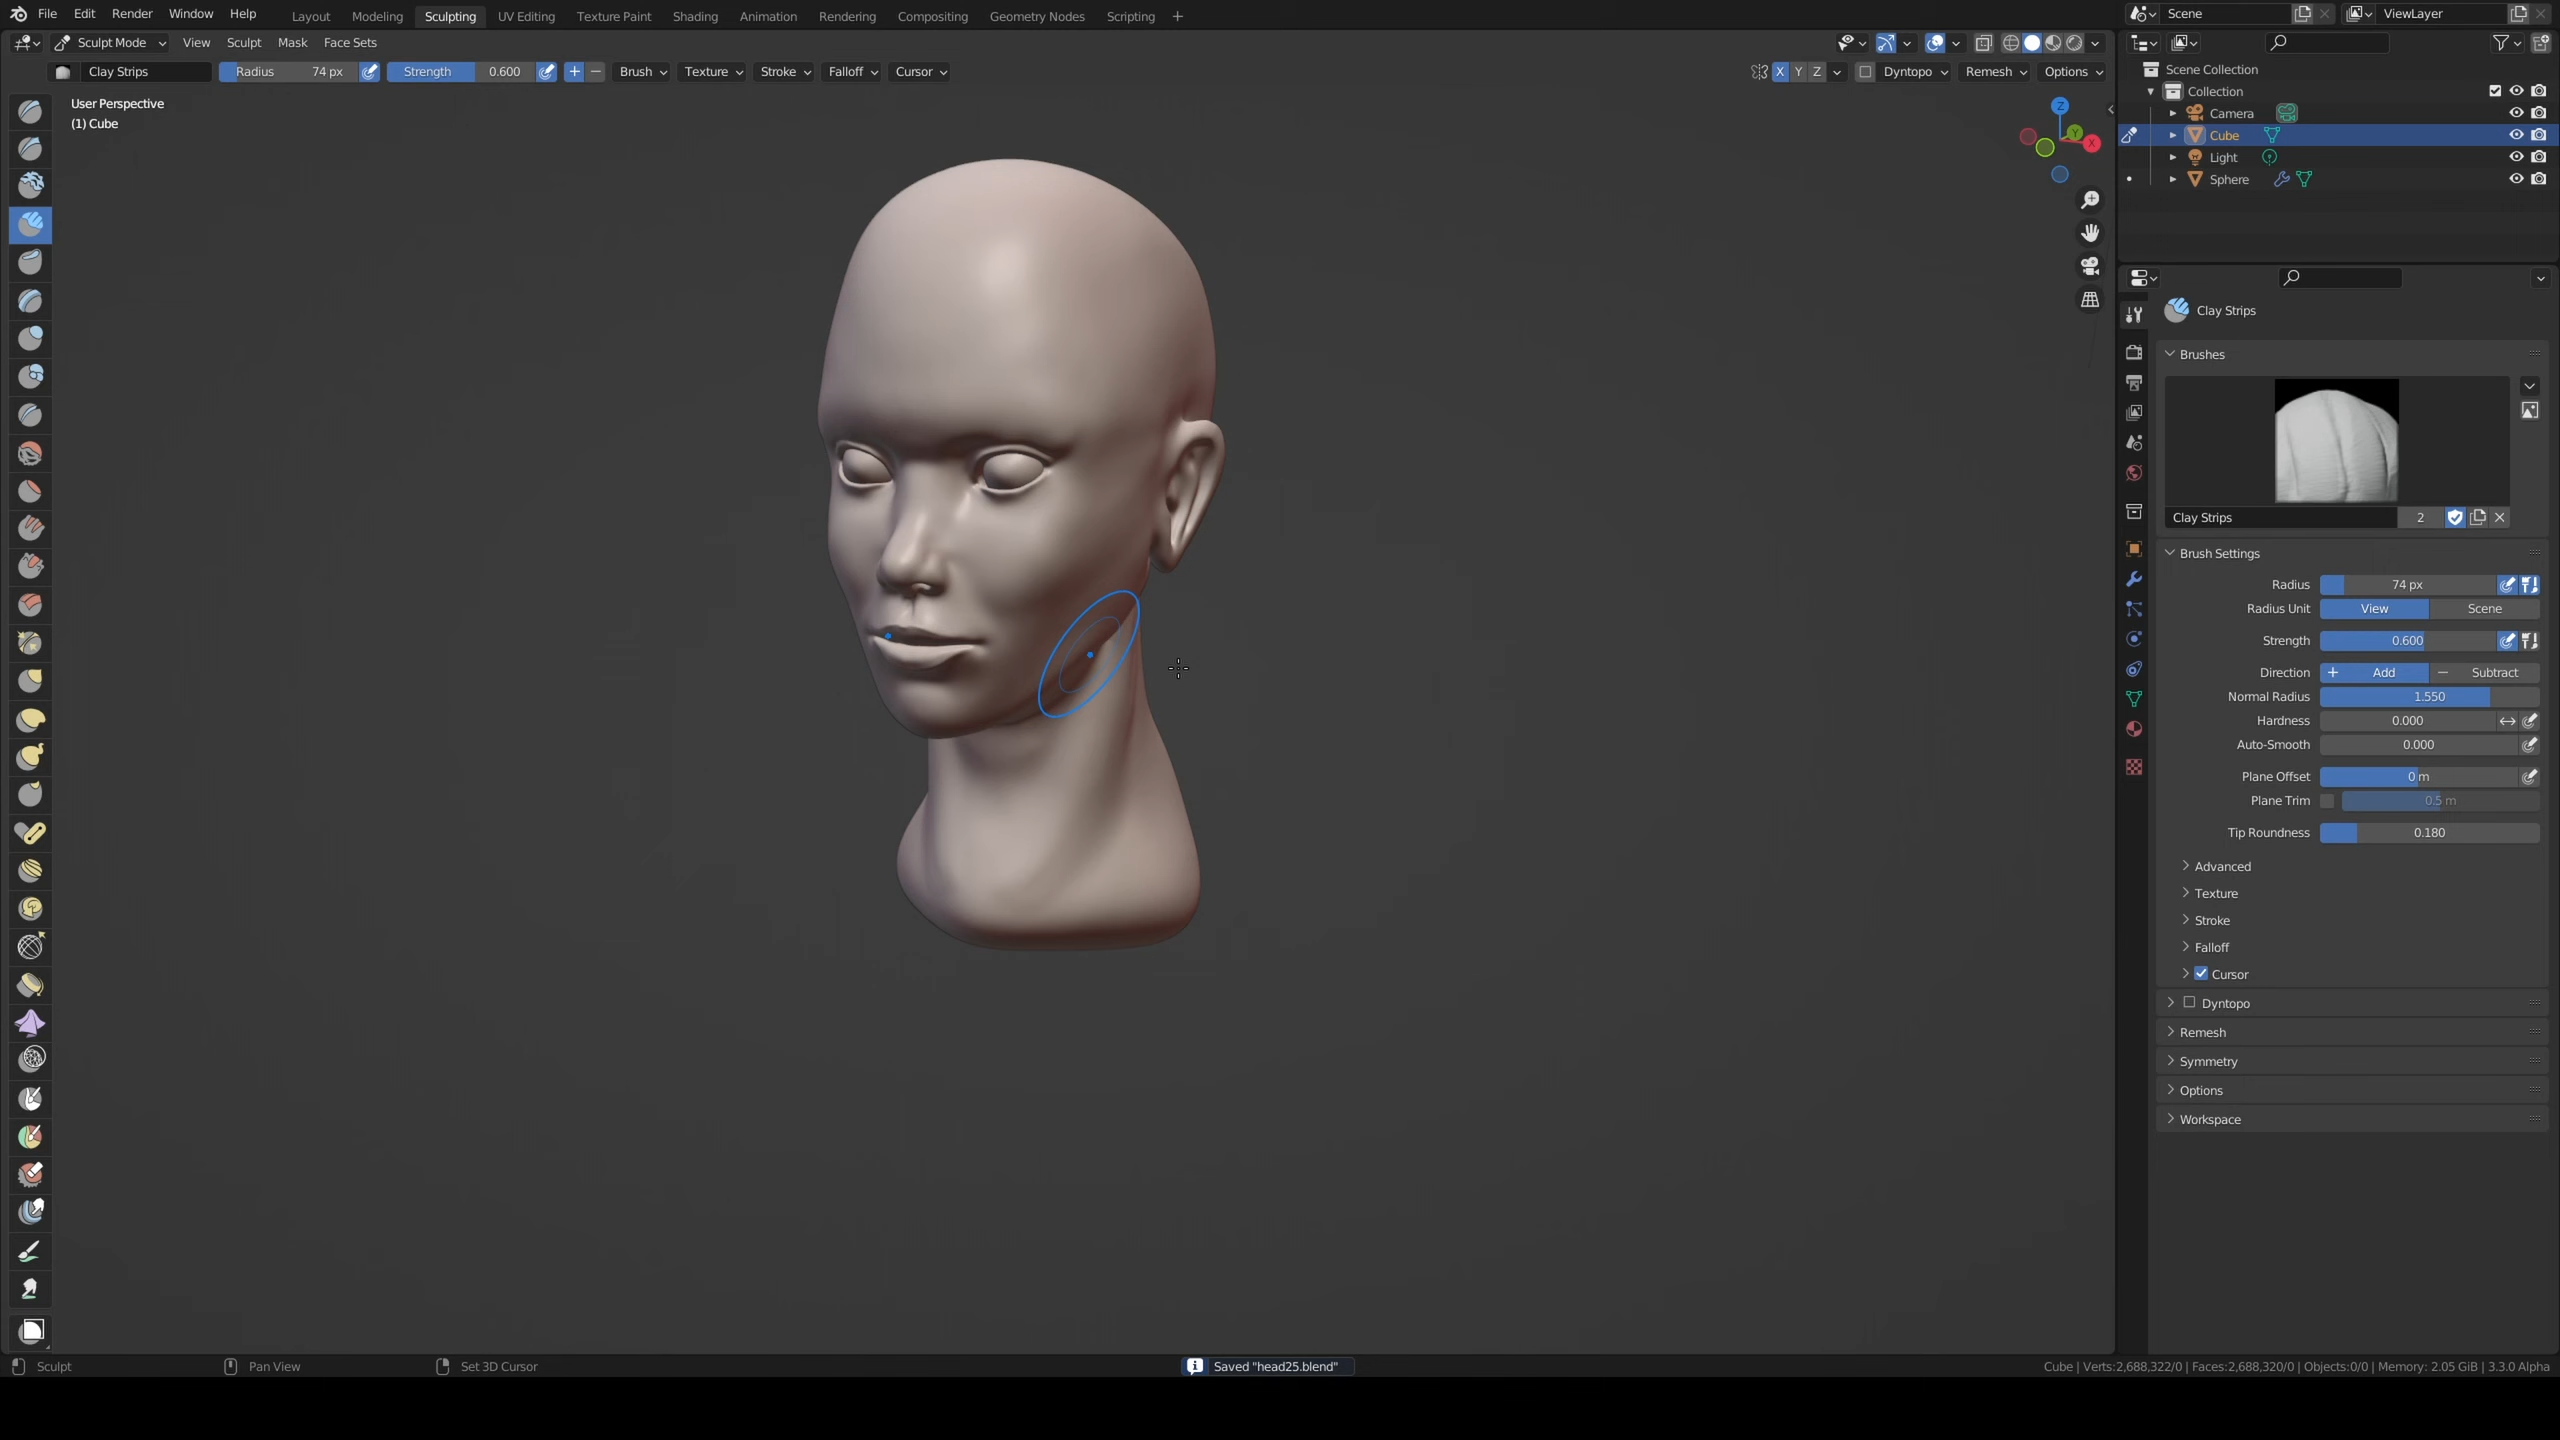 File Edit Render Window Help Layout Modeling Sculpting UV Editing Texture Paint Shading Animation Rendering Compositing Geometry Nodes Scripting + Scene ViewLayer
Sculpt Mode View Sculpt Mask Face Sets
Clay Strips Radius 74 px Strength 0.600 + − Brush Texture Stroke Falloff Cursor X Y Z Dyntopo Remesh Options
User Perspective
(1) Cube
Z
Y
X
Scene Collection
Collection
Camera
Cube
Light
Sphere
Clay Strips
Brushes
Clay Strips 2
Brush Settings
Radius 74 px
Radius Unit View Scene
Strength 0.600
Direction + Add − Subtract
Normal Radius 1.550
Hardness 0.000
Auto-Smooth 0.000
Plane Offset 0 m
Plane Trim 0.5 m
Tip Roundness 0.180
Advanced
Texture
Stroke
Falloff
Cursor
Dyntopo
Remesh
Symmetry
Options
Workspace
Sculpt Pan View Set 3D Cursor Saved "head25.blend" Cube | Verts:2,688,322/0 | Faces:2,688,320/0 | Objects:0/0 | Memory: 2.05 GiB | 3.3.0 Alpha